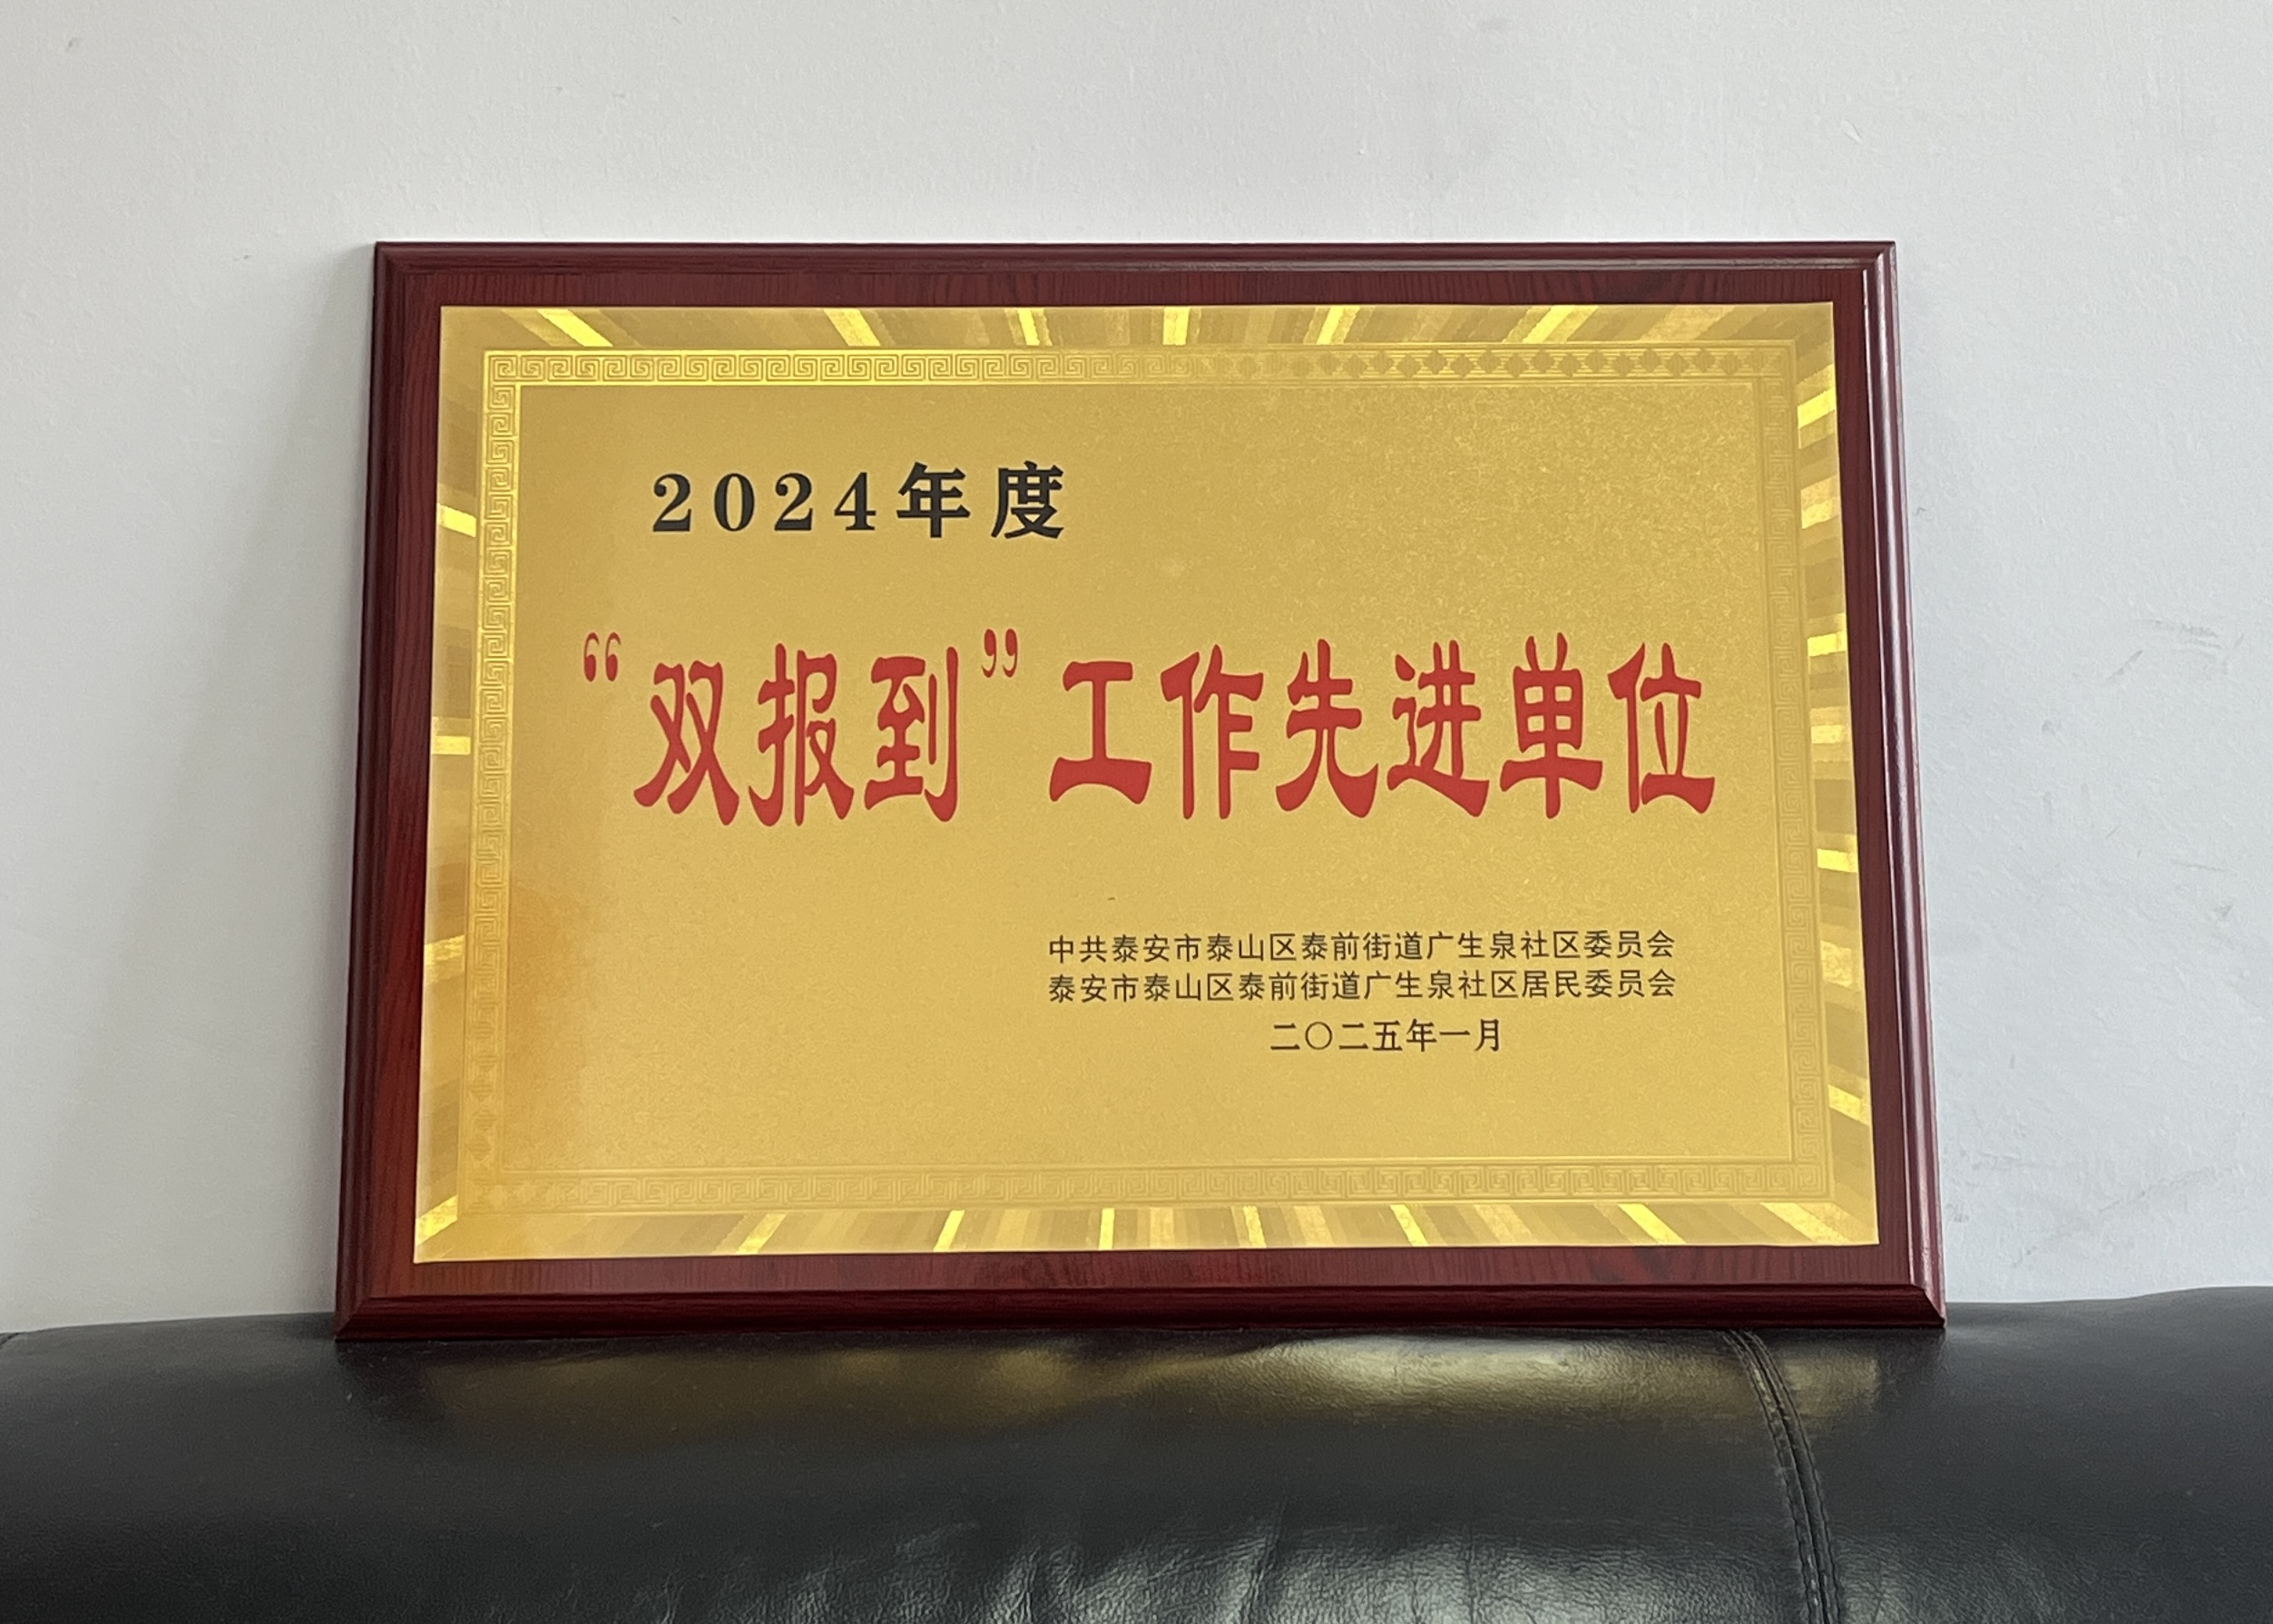 2024年度
“双报到”工作先进单位
中共泰安市泰山区泰前街道广生泉社区委员会
泰安市泰山区泰前街道广生泉社区居民委员会
二〇二五年一月